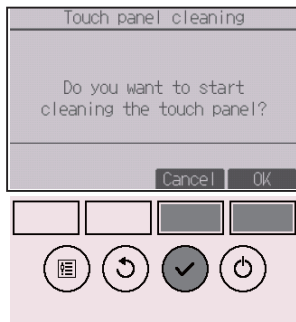 Touch panel cleaning
Do you want to start
cleaning the touch panel?
Cancel OK